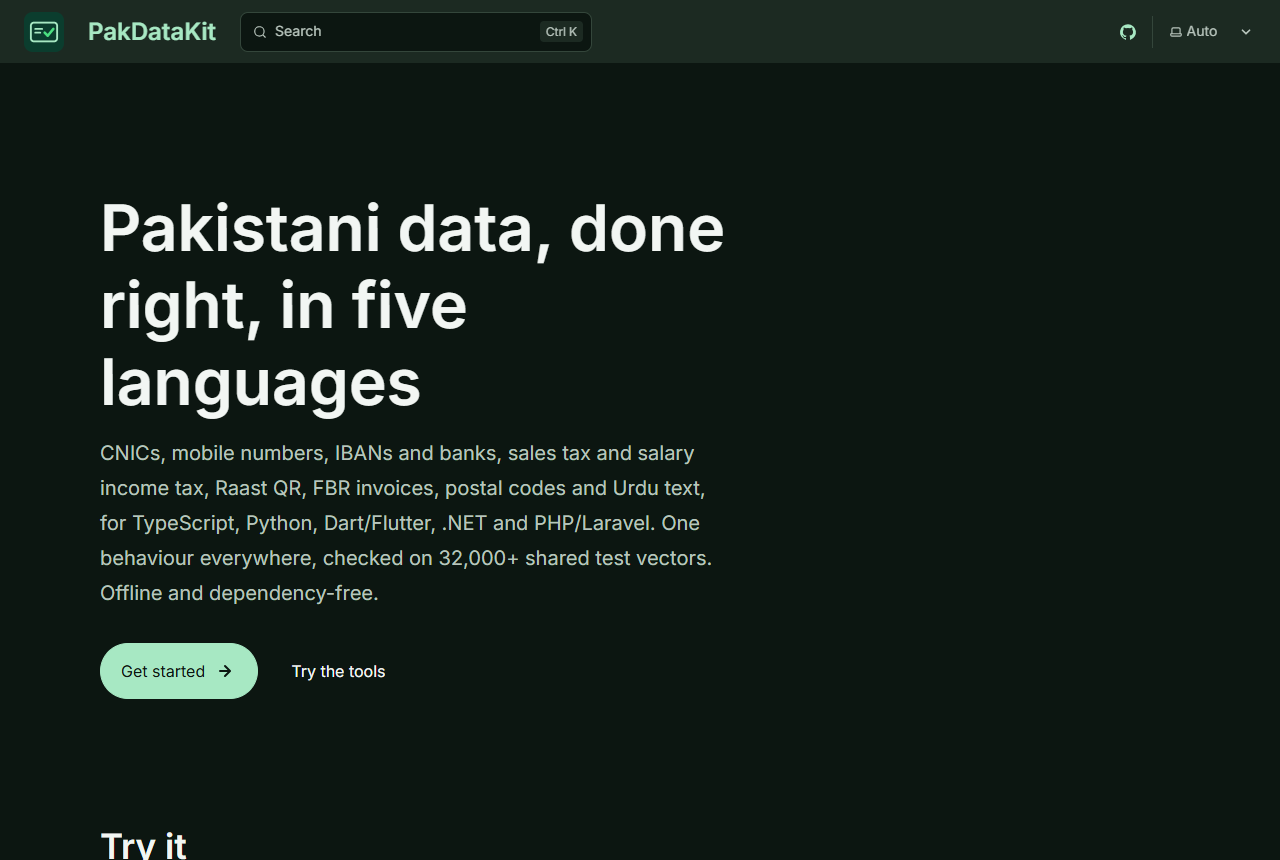 PakDataKit
Search
Ctrl K
Auto
Pakistani data, done
right, in five
languages
CNICs, mobile numbers, IBANs and banks, sales tax and salary
income tax, Raast QR, FBR invoices, postal codes and Urdu text,
for TypeScript, Python, Dart/Flutter, .NET and PHP/Laravel. One
behaviour everywhere, checked on 32,000+ shared test vectors.
Offline and dependency-free.
Get started
Try the tools
Try it